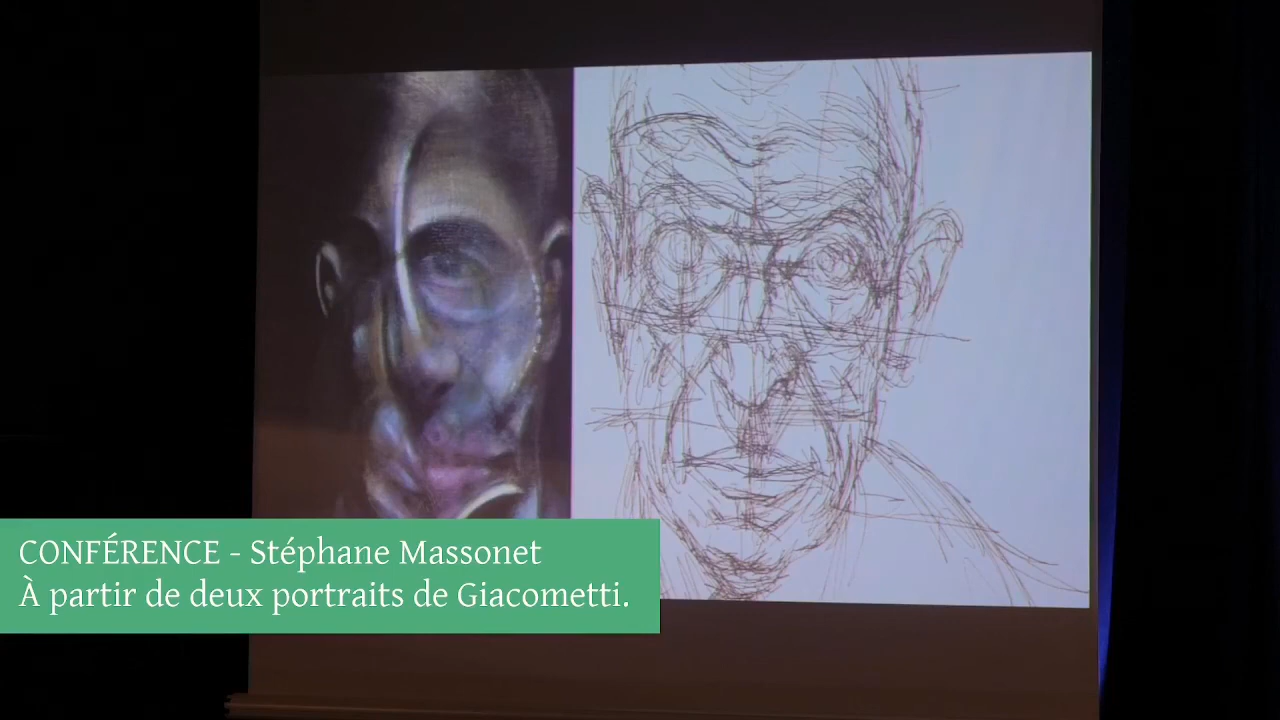 CONFÉRENCE - Stéphane Massonet
À partir de deux portraits de Giacometti.